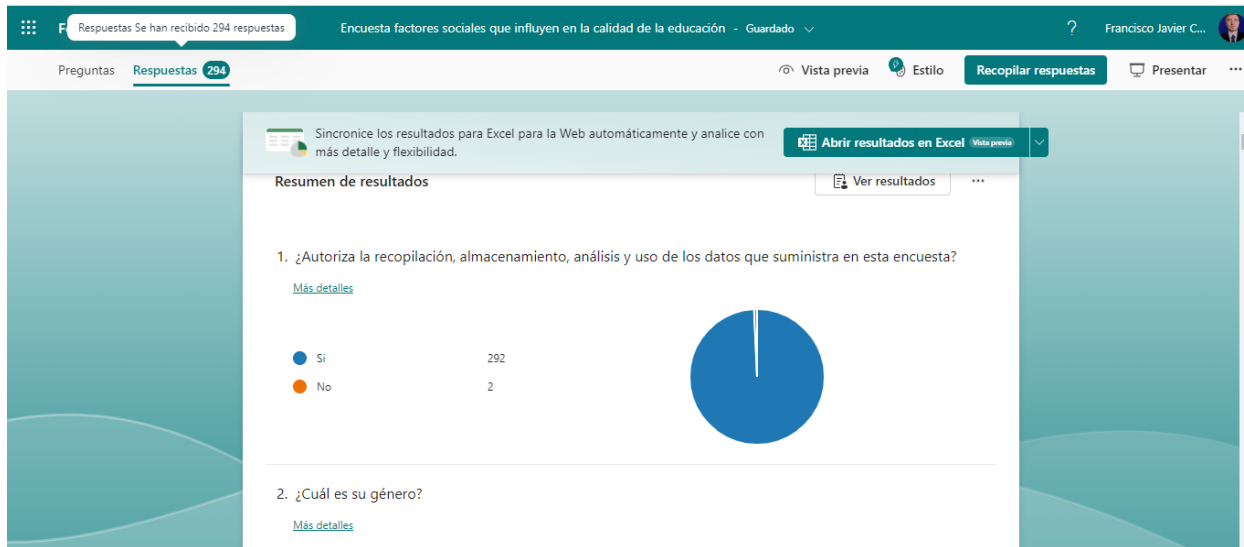 F
Respuestas Se han recibido 294 respuestas
Encuesta factores sociales que influyen en la calidad de la educación - Guardado
?
Francisco Javier C...
Preguntas
Respuestas 294
Vista previa
Estilo
Recopilar respuestas
Presentar
...
Sincronice los resultados para Excel para la Web automáticamente y analice con
más detalle y flexibilidad.
Abrir resultados en Excel Vista previa
Resumen de resultados
Ver resultados
...
1. ¿Autoriza la recopilación, almacenamiento, análisis y uso de los datos que suministra en esta encuesta?
Más detalles
Si 292
No 2
2. ¿Cuál es su género?
Más detalles